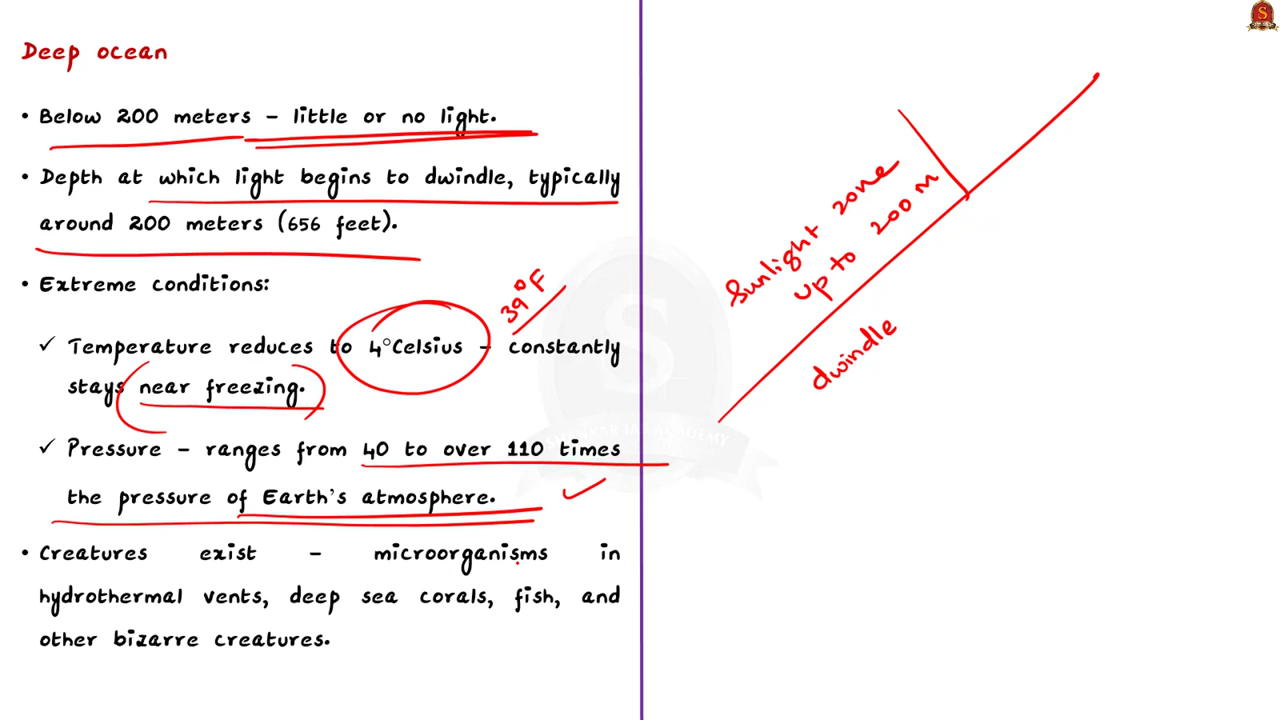 Deep ocean
• Below 200 meters – little or no light.
• Depth at which light begins to dwindle, typically
around 200 meters (656 feet).
• Extreme conditions:
✓ Temperature reduces to 4°Celsius – constantly
stays near freezing.
39°F
✓ Pressure – ranges from 40 to over 110 times
the pressure of Earth's atmosphere.
• Creatures exist – microorganisms in
hydrothermal vents, deep sea corals, fish, and
other bizarre creatures.
Sunlight zone
up to 200 m
dwindle
S
S
ACADEMY